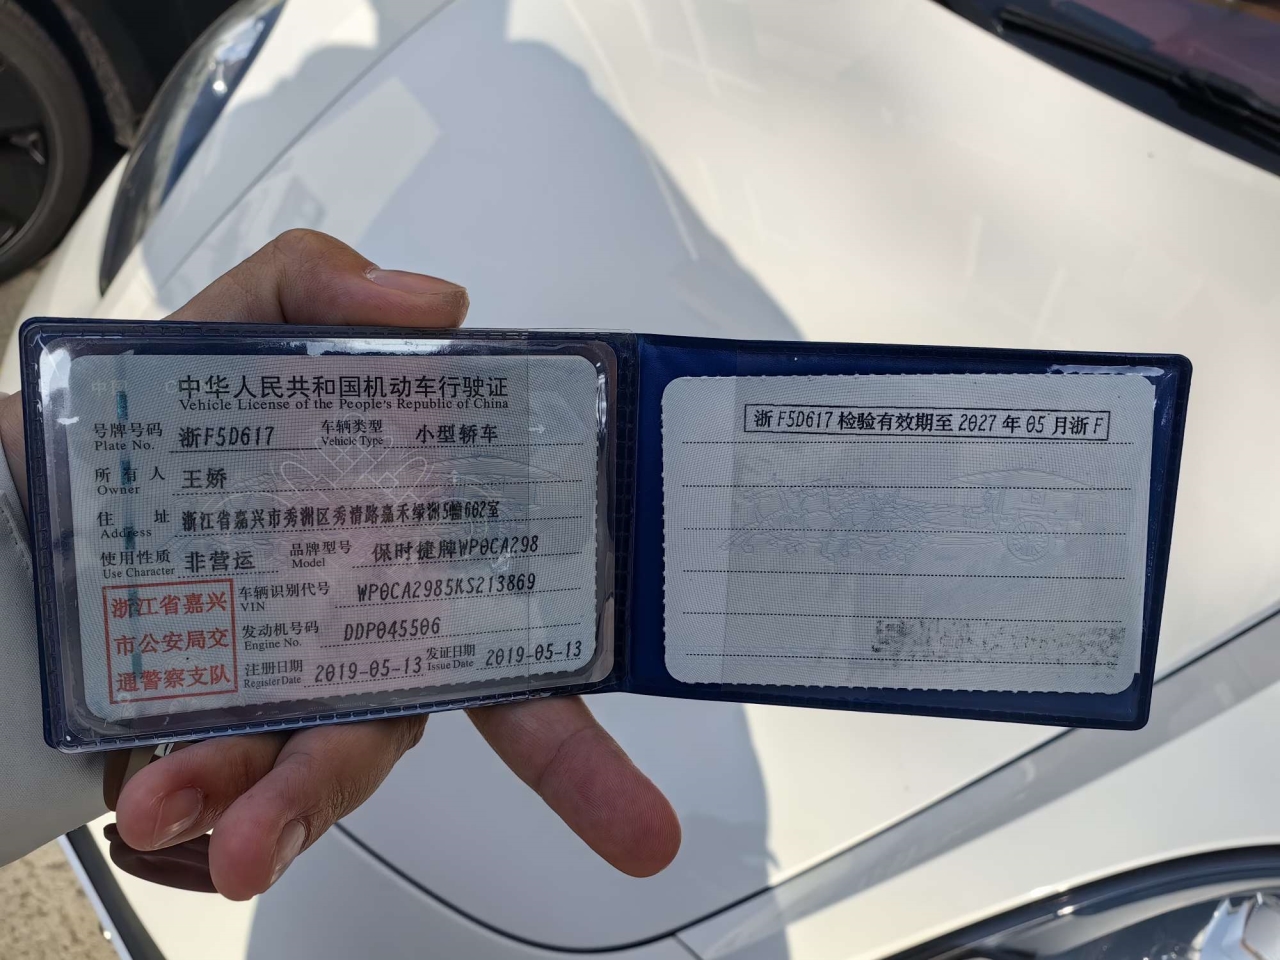 中华人民共和国机动车行驶证
Vehicle License of the People's Republic of China
号牌号码 浙F5D617 车辆类型 小型轿车
Plate No. Vehicle Type
所有人 王娇
Owner
住址 浙江省嘉兴市秀洲区秀清路嘉禾绿洲5幢602室
Address
使用性质 非营运 品牌型号 保时捷牌WP0CA298
Use Character Model
浙江省嘉兴
市公安局交
通警察支队
车辆识别代号 WP0CA2985KS213869
VIN
发动机号码 DDP045506
Engine No.
注册日期 2019-05-13 发证日期 2019-05-13
Register Date Issue Date
浙F5D617 检验有效期至 2027 年 05 月浙F